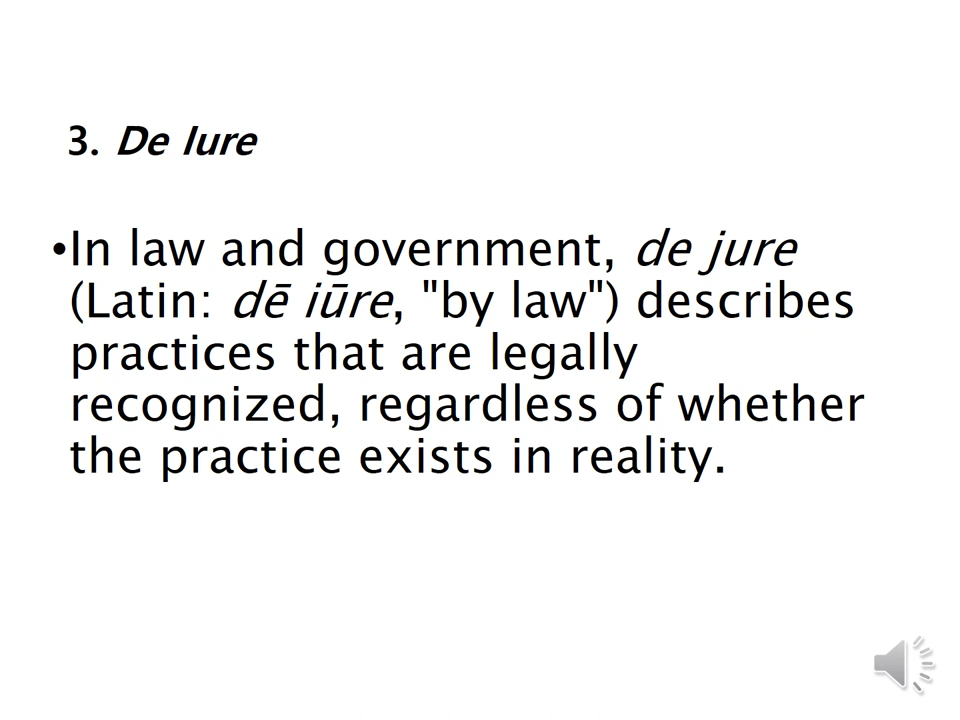 3. De Iure
•In law and government, de jure
(Latin: dē iūre, "by law") describes
practices that are legally
recognized, regardless of whether
the practice exists in reality.